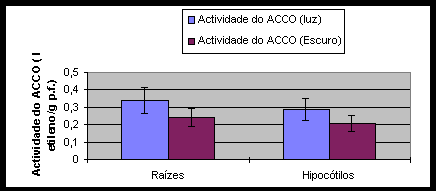 Actividade do ACCO (luz)
Actividade do ACCO (Escuro)
Actividade do ACCO ( l
etileno/g p.f.)
0,5
0,4
0,3
0,2
0,1
0
Raízes
Hipocótilos